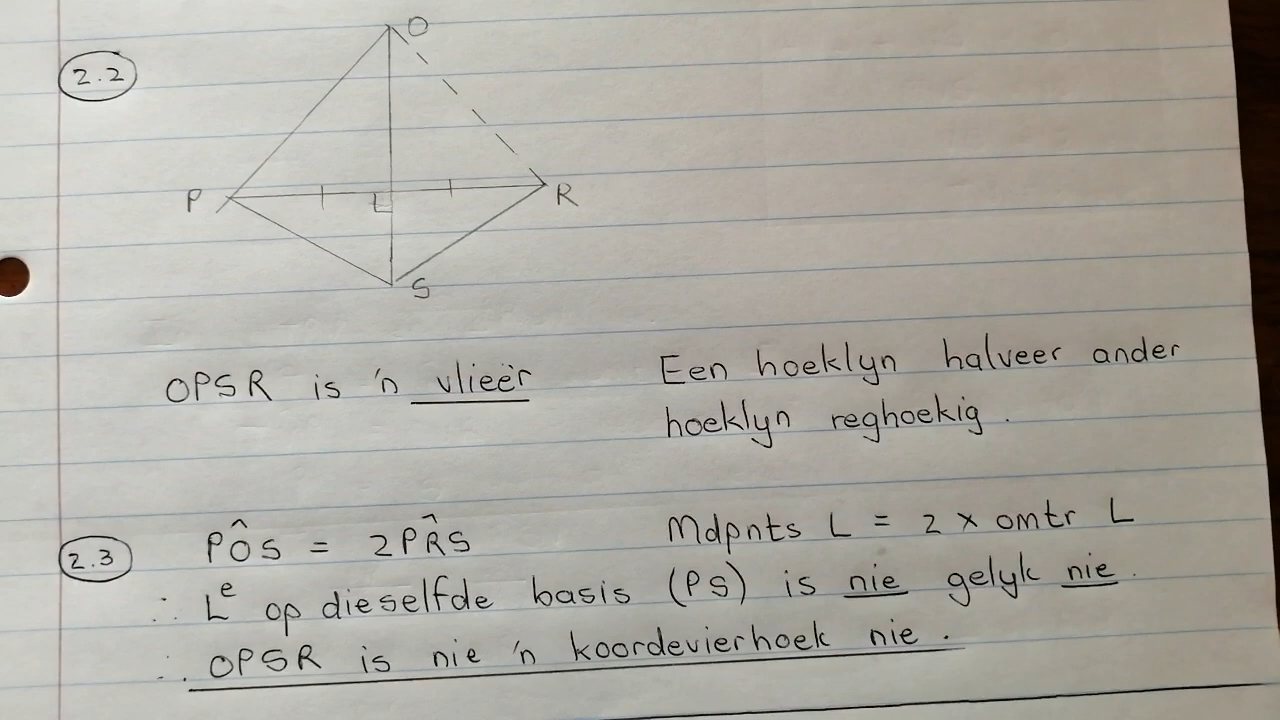 2.2
O
P
R
S
OPSR is 'n vlieër
Een hoeklyn halveer ander
hoeklyn reghoekig.
2.3
PÔS = 2PR̂S
Mdpnts L = 2 x omtr L
∴ Lᵉ op dieselfde basis (PS) is nie gelyk nie.
∴ OPSR is nie 'n koordevierhoek nie.